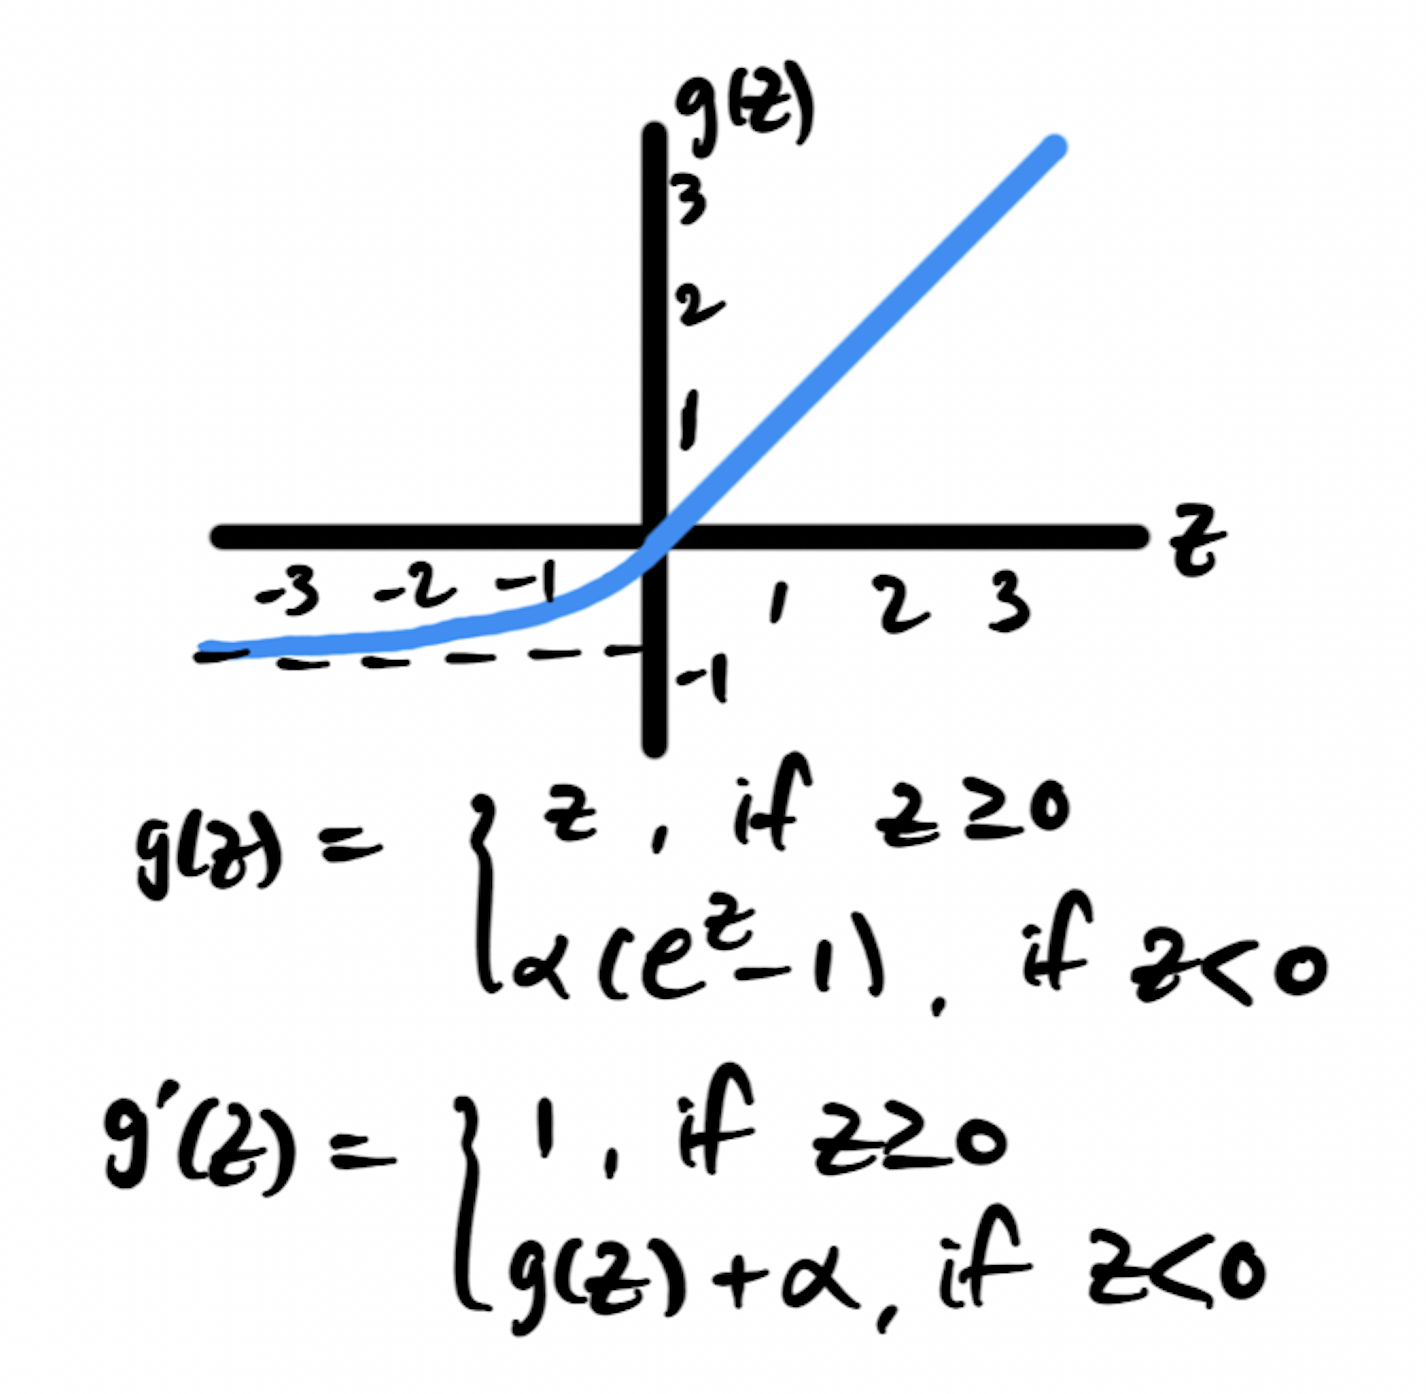 g(z)
3
2
1
z
-3 -2 -1 1 2 3
-1
g(z) = { z , if z ≥ 0
α(e^z - 1) , if z < 0
g'(z) = { 1 , if z ≥ 0
g(z) + α , if z < 0